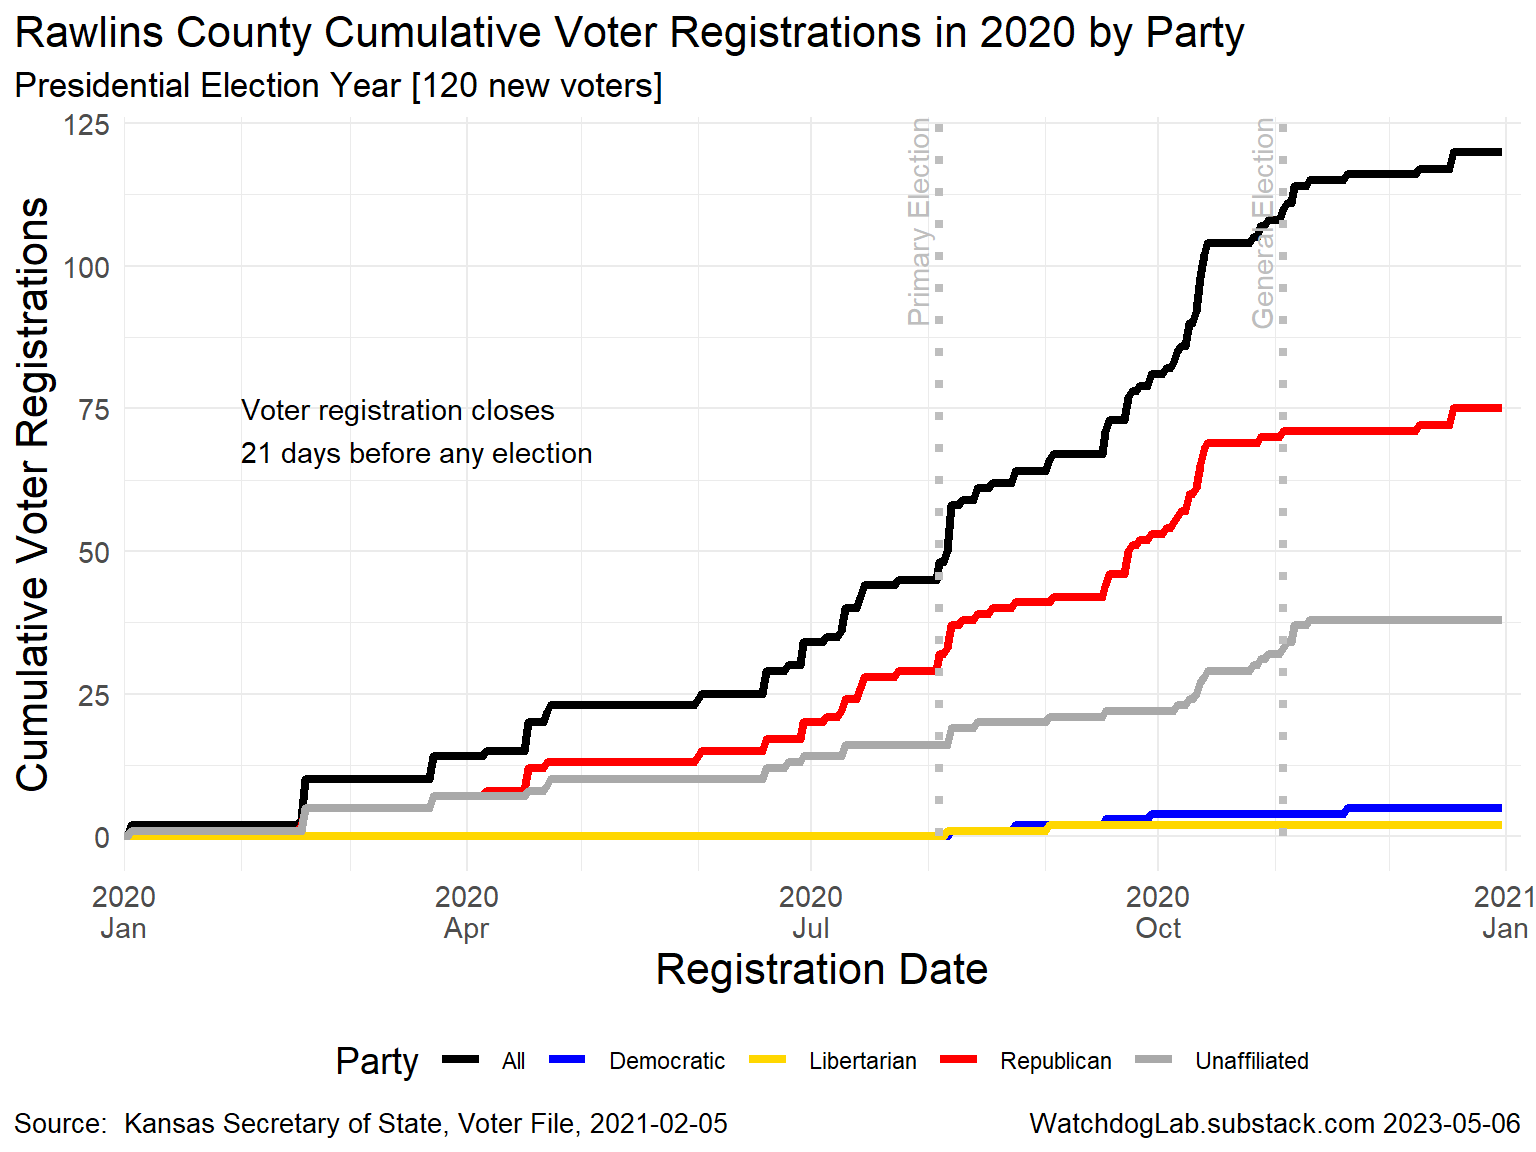 Rawlins County Cumulative Voter Registrations in 2020 by Party
Presidential Election Year [120 new voters]
Cumulative Voter Registrations
125
100
75
50
25
0
Primary Election
General Election
Voter registration closes
21 days before any election
2020 2020 2020 2020 2021
Jan Apr Jul Oct Jan
Registration Date
Party All Democratic Libertarian Republican Unaffiliated
Source: Kansas Secretary of State, Voter File, 2021-02-05
WatchdogLab.substack.com 2023-05-06